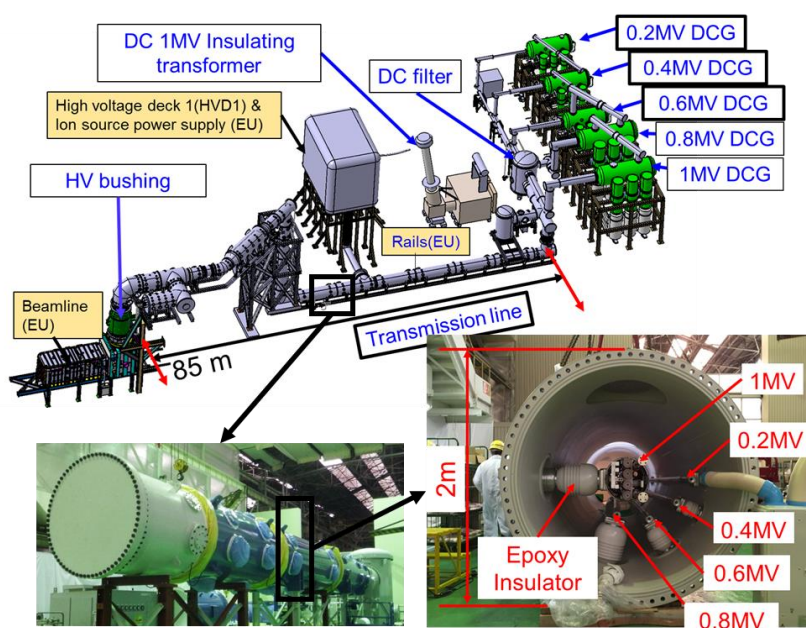 DC 1MV Insulating
transformer
High voltage deck 1(HVD1) &
Ion source power supply (EU)
HV bushing
DC filter
0.2MV DCG
0.4MV DCG
0.6MV DCG
0.8MV DCG
1MV DCG
Rails(EU)
Beamline
(EU)
Transmission line
85 m
2m
1MV
0.2MV
0.4MV
0.6MV
0.8MV
Epoxy
Insulator